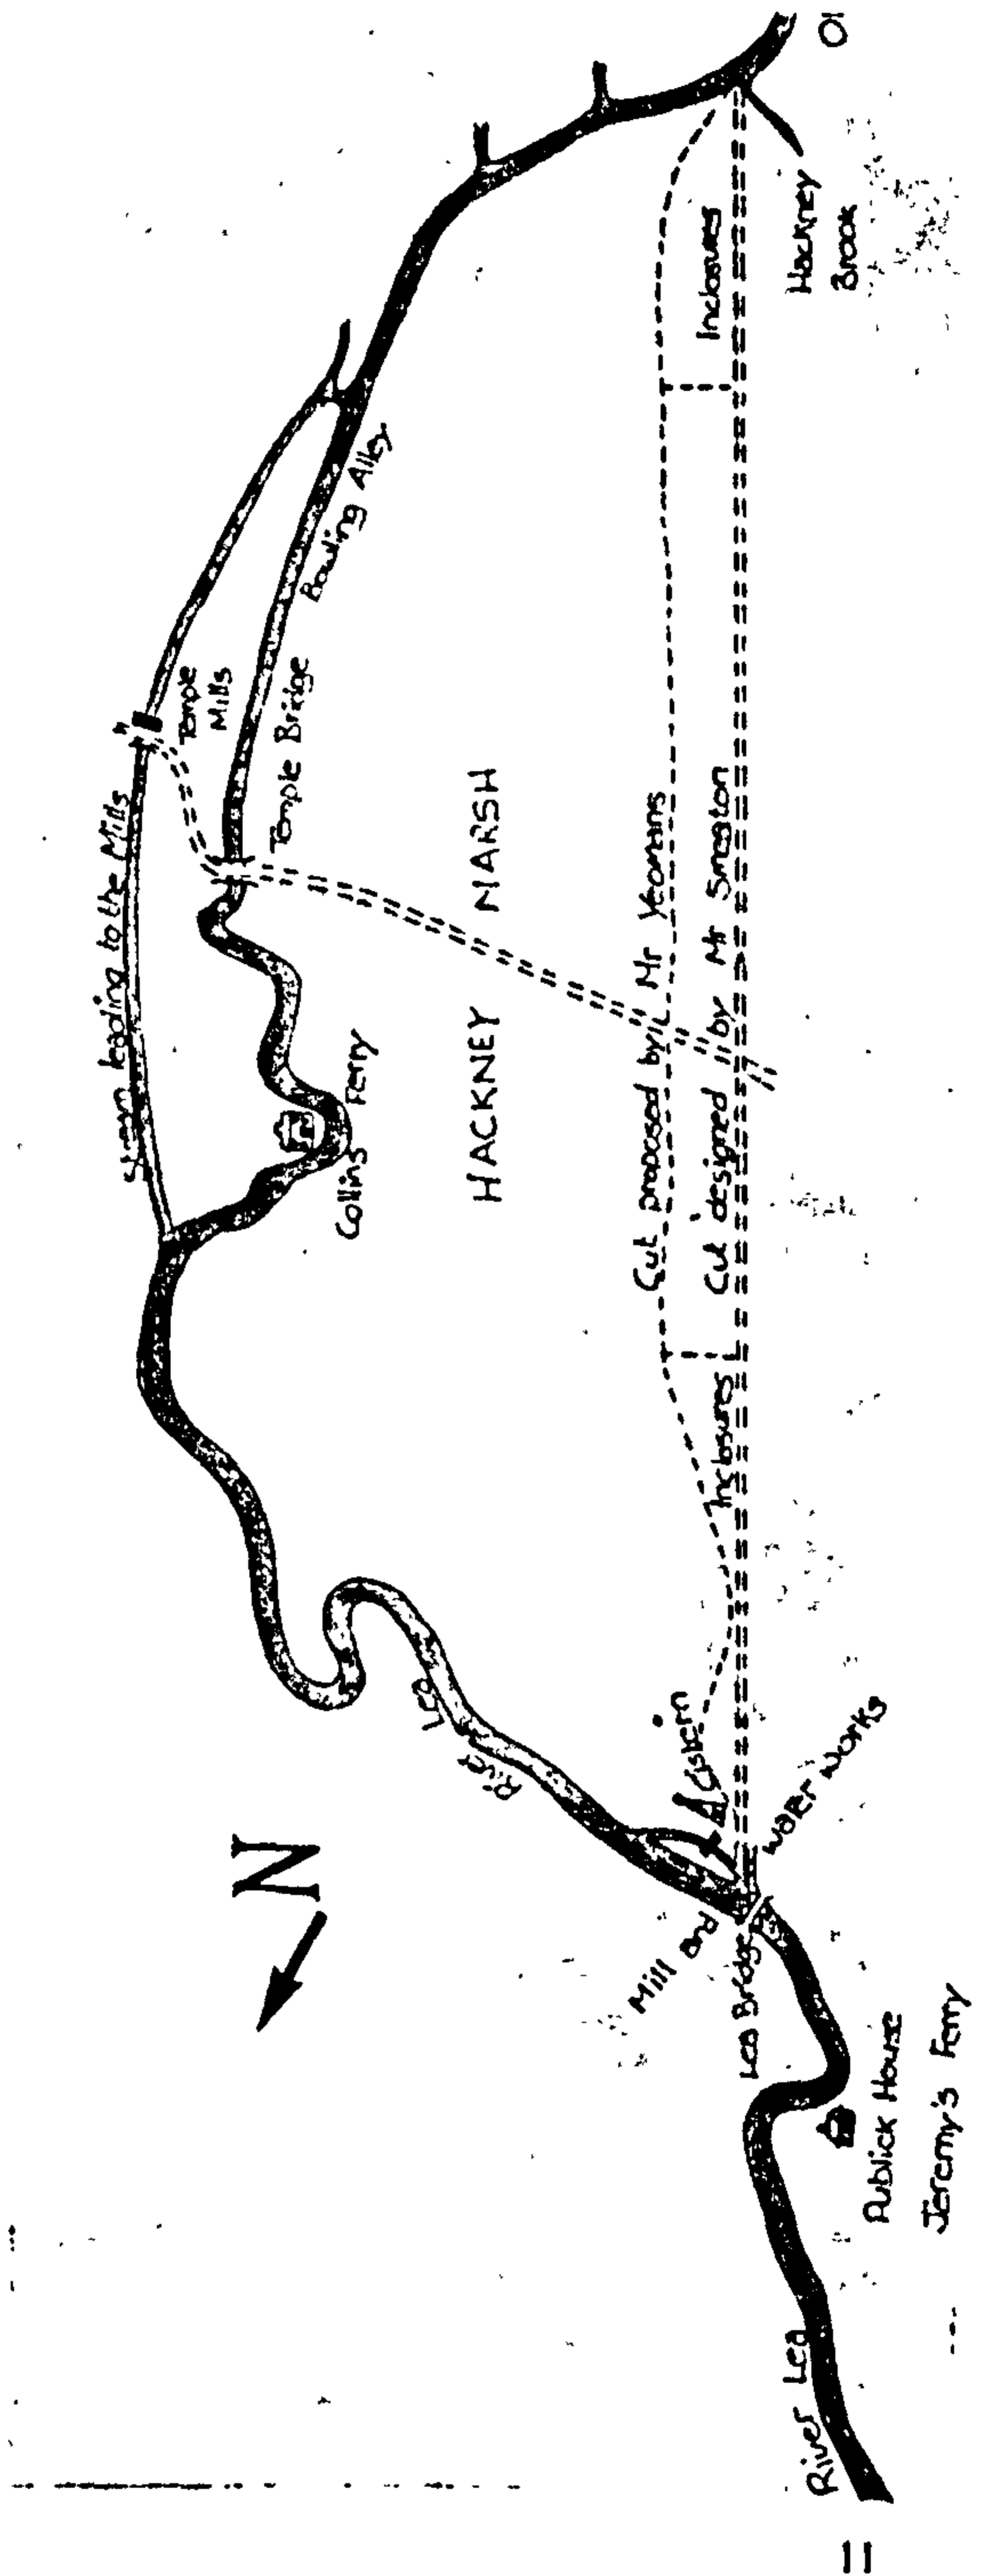 Stream leading to the Mills
Temple
Mills
Temple Bridge
Bowling Alley
Collins Ferry
HACKNEY MARSH
N
River Lea
Cut proposed by Mr Yeomans
Cut designed by Mr Smeaton
Inclosures
Inclosures
Hackney
Brook
10
A Cistern
Mill and
Water Works
Lea Bridge
Publick House
Jeremy's Ferry
River Lea
11